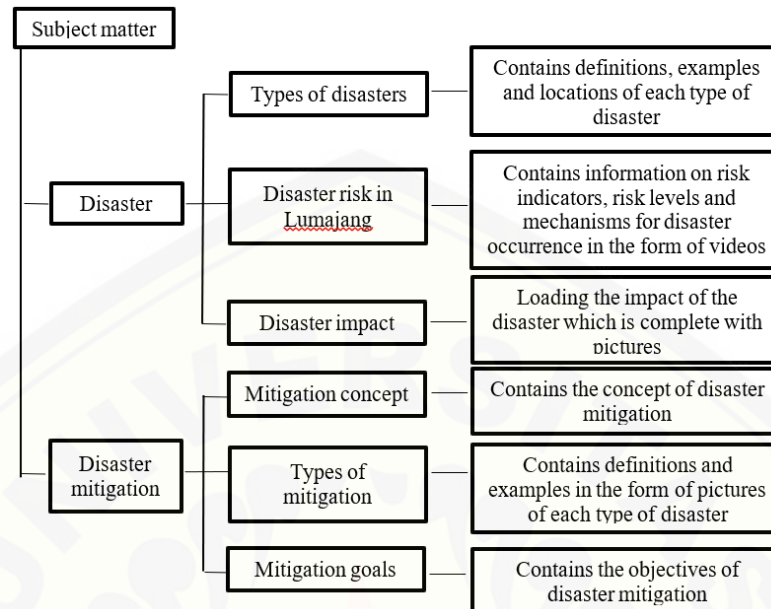 Subject matter
Types of disasters
Contains definitions, examples
and locations of each type of
disaster
Disaster
Disaster risk in
Lumajang
Contains information on risk
indicators, risk levels and
mechanisms for disaster
occurrence in the form of videos
Disaster impact
Loading the impact of the
disaster which is complete with
pictures
Disaster
mitigation
Mitigation concept
Contains the concept of disaster
mitigation
Types of
mitigation
Contains definitions and
examples in the form of pictures
of each type of disaster
Mitigation goals
Contains the objectives of
disaster mitigation